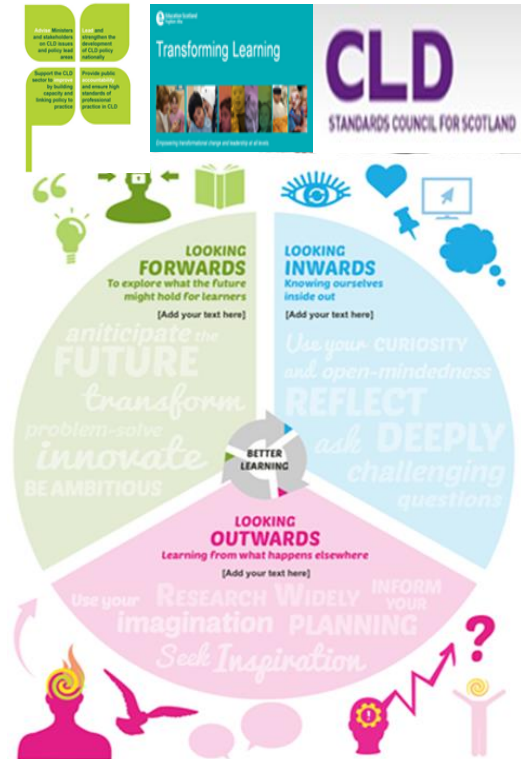 Advise Ministers
and stakeholders
on CLD issues
and policy lead
areas
Lead and
strengthen the
development
of CLD policy
nationally
Support the CLD
sector to improve
by building
capacity and
linking policy to
practice
Provide public
accountability
and ensure high
standards of
professional
practice in CLD
Education Scotland
Transforming Learning
Empowering transformational change and leadership at all levels
CLD
STANDARDS COUNCIL FOR SCOTLAND
LOOKING
FORWARDS
To explore what the future
might hold for learners
[Add your text here]
aniticipate the
FUTURE
transform
problem-solve
innovate
BE AMBITIOUS
LOOKING
INWARDS
Knowing ourselves
inside out
[Add your text here]
Use your CURIOSITY
and open-mindedness
REFLECT
ask DEEPLY
challenging
questions
BETTER
LEARNING
LOOKING
OUTWARDS
Learning from what happens elsewhere
[Add your text here]
Use your RESEARCH WIDELY INFORM
YOUR
imagination PLANNING
Seek Inspiration
?